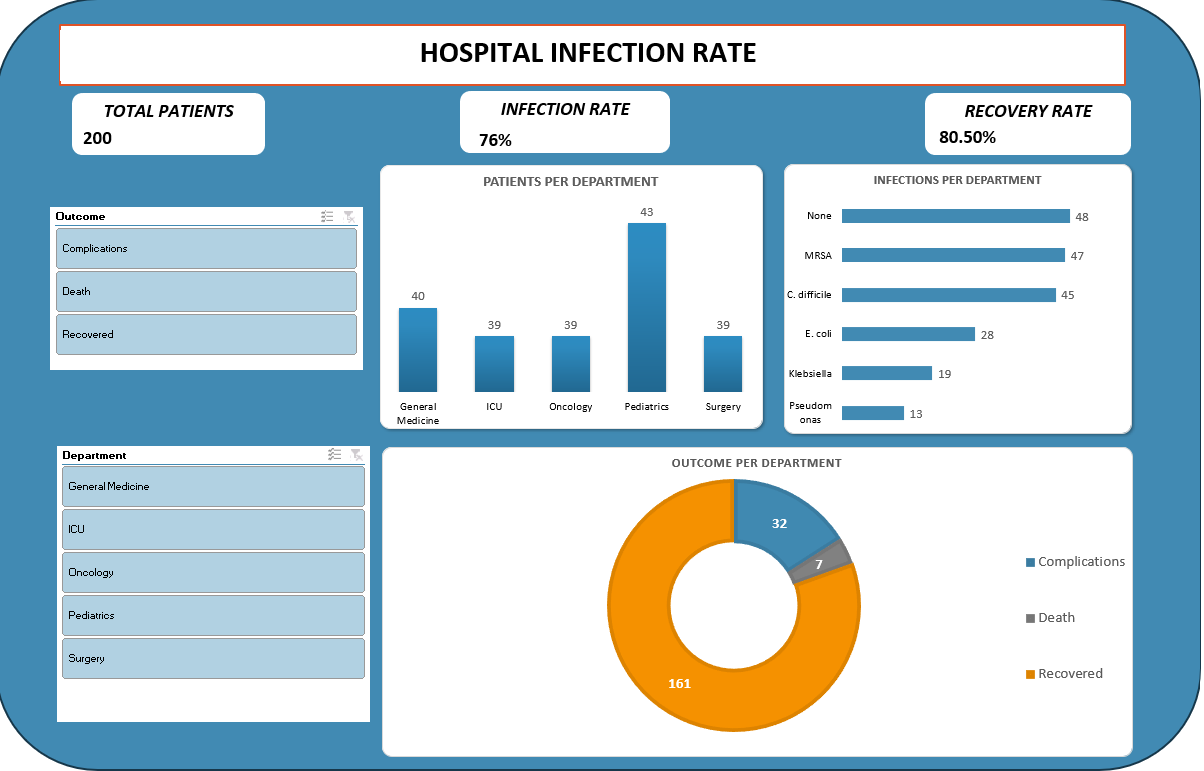 HOSPITAL INFECTION RATE
TOTAL PATIENTS
200
INFECTION RATE
76%
RECOVERY RATE
80.50%
Outcome
Complications
Death
Recovered
PATIENTS PER DEPARTMENT
43
40
39
39
39
General
Medicine
ICU
Oncology
Pediatrics
Surgery
INFECTIONS PER DEPARTMENT
None 48
MRSA 47
C. difficile 45
E. coli 28
Klebsiella 19
Pseudom
onas 13
Department
General Medicine
ICU
Oncology
Pediatrics
Surgery
OUTCOME PER DEPARTMENT
32
7
161
Complications
Death
Recovered